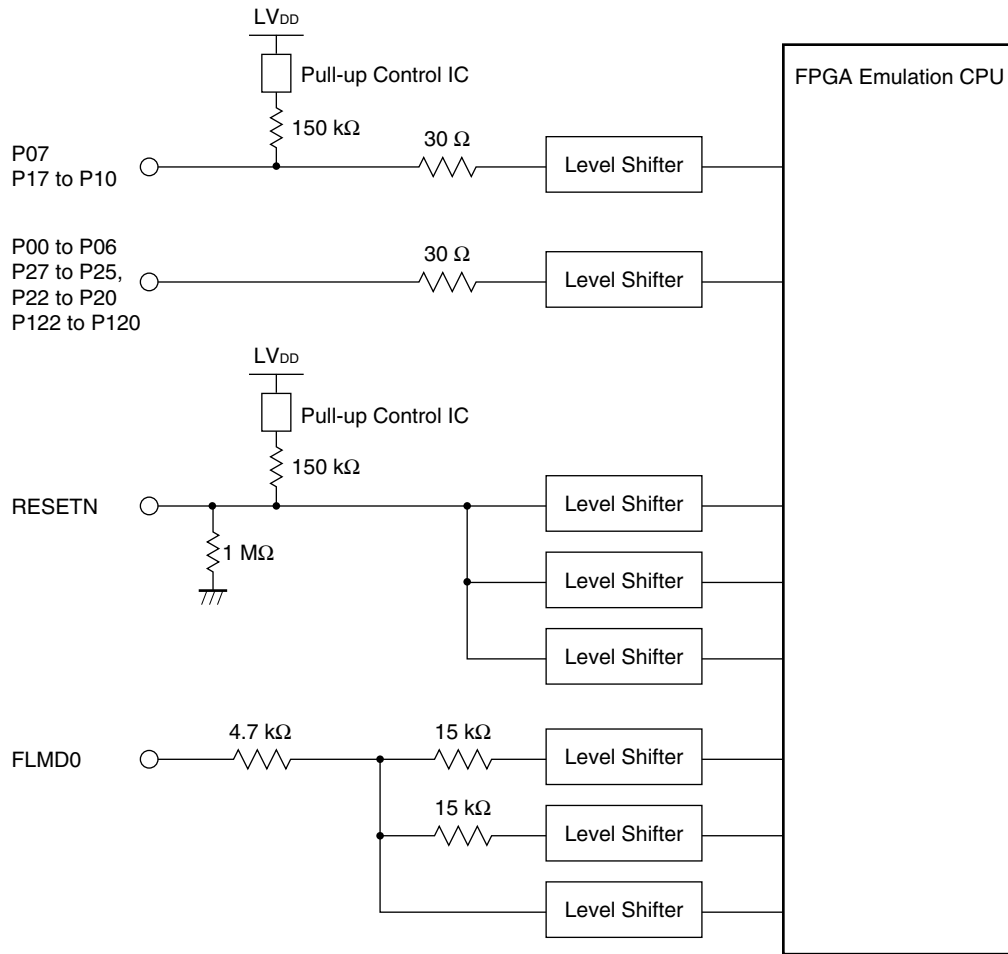 LVDD
Pull-up Control IC
150 kΩ
FPGA Emulation CPU
P07
P17 to P10
30 Ω
Level Shifter
P00 to P06
P27 to P25,
P22 to P20
P122 to P120
30 Ω
Level Shifter
LVDD
Pull-up Control IC
150 kΩ
RESETN
1 MΩ
Level Shifter
Level Shifter
Level Shifter
FLMD0
4.7 kΩ
15 kΩ
Level Shifter
15 kΩ
Level Shifter
Level Shifter